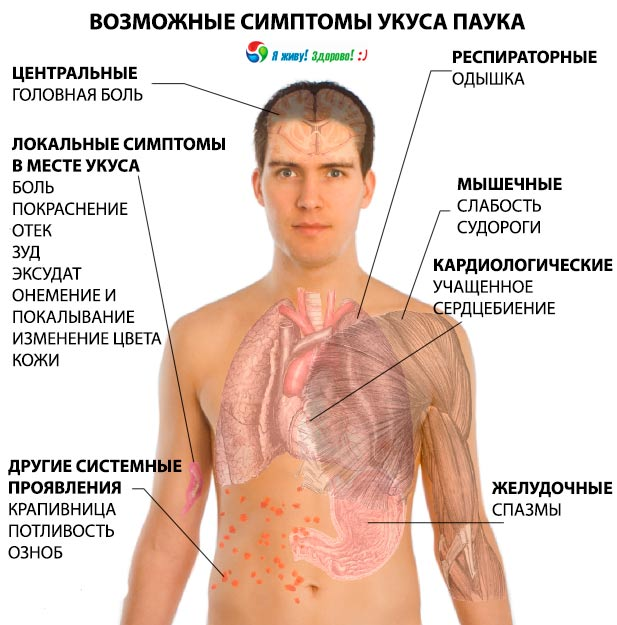 ВОЗМОЖНЫЕ СИМПТОМЫ УКУСА ПАУКА
Я живу! Здорово! :)
ЦЕНТРАЛЬНЫЕ
ГОЛОВНАЯ БОЛЬ
ЛОКАЛЬНЫЕ СИМПТОМЫ
В МЕСТЕ УКУСА
БОЛЬ
ПОКРАСНЕНИЕ
ОТЕК
ЗУД
ЭКСУДАТ
ОНЕМЕНИЕ И
ПОКАЛЫВАНИЕ
ИЗМЕНЕНИЕ ЦВЕТА
КОЖИ
ДРУГИЕ СИСТЕМНЫЕ
ПРОЯВЛЕНИЯ
КРАПИВНИЦА
ПОТЛИВОСТЬ
ОЗНОБ
РЕСПИРАТОРНЫЕ
ОДЫШКА
МЫШЕЧНЫЕ
СЛАБОСТЬ
СУДОРОГИ
КАРДИОЛОГИЧЕСКИЕ
УЧАЩЕННОЕ
СЕРДЦЕБИЕНИЕ
ЖЕЛУДОЧНЫЕ
СПАЗМЫ